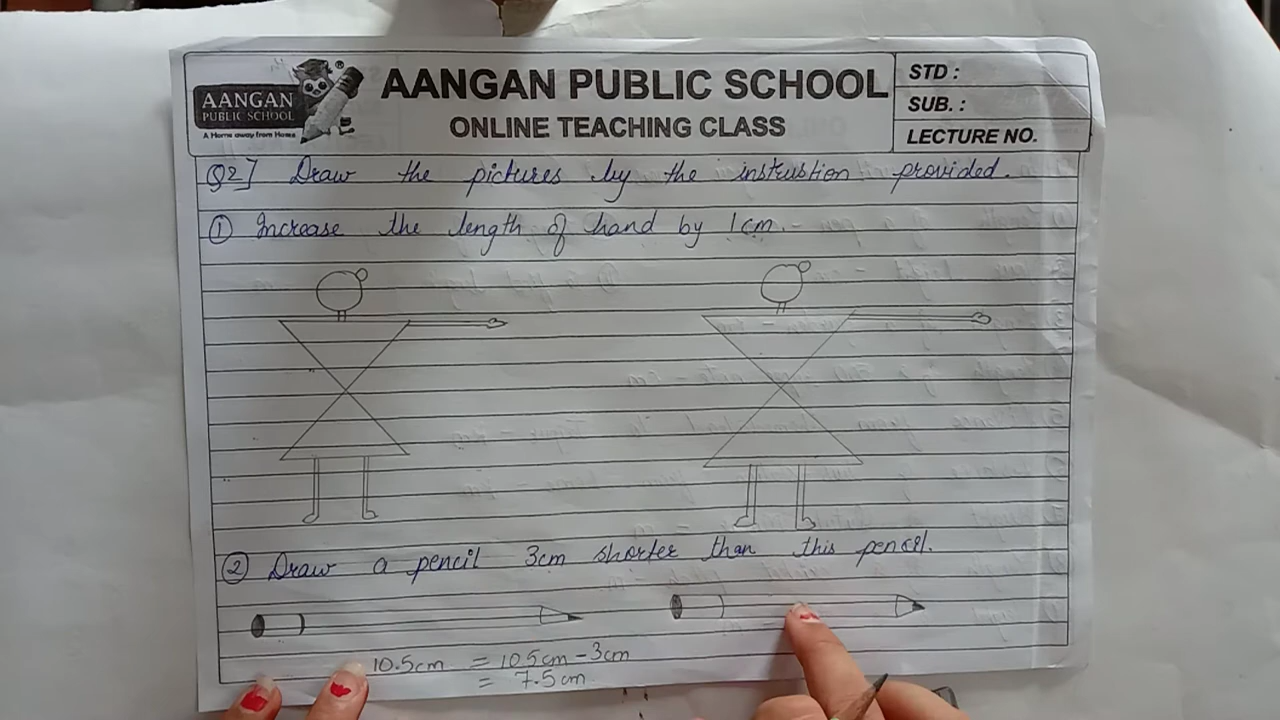 AANGAN
PUBLIC SCHOOL
A Home away from Home
®
AANGAN PUBLIC SCHOOL
ONLINE TEACHING CLASS
STD :
SUB. :
LECTURE NO.
Q2] Draw the pictures by the instrustion provided.
① Increase the length of hand by 1cm.
② Draw a pencil 3cm shorter than this pencil.
10.5cm = 10.5cm - 3cm
= 7.5cm